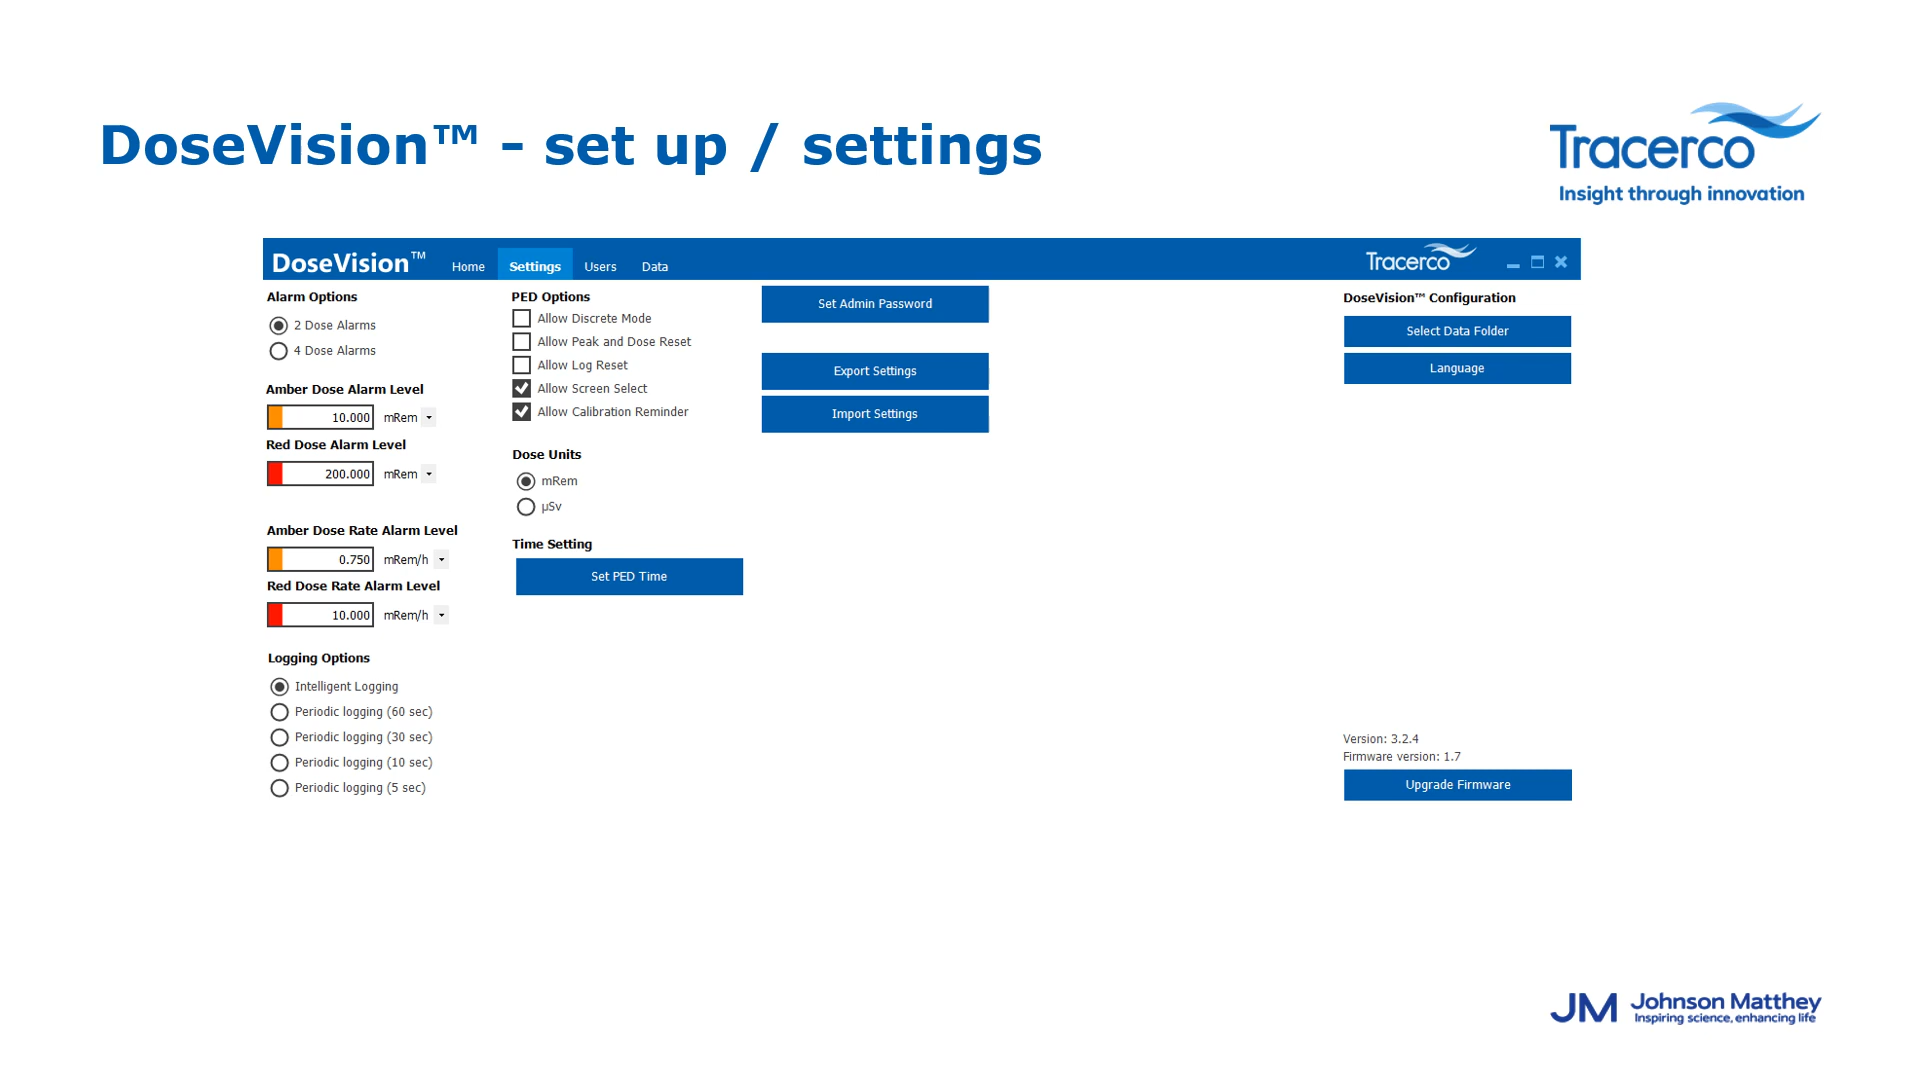 DoseVision™ – set up / settings
Tracerco
Insight through innovation
DoseVision™
Home
Settings
Users
Data
Tracerco
Alarm Options
2 Dose Alarms
4 Dose Alarms
Amber Dose Alarm Level
10.000 mRem
Red Dose Alarm Level
200.000 mRem
Amber Dose Rate Alarm Level
0.750 mRem/h
Red Dose Rate Alarm Level
10.000 mRem/h
Logging Options
Intelligent Logging
Periodic logging (60 sec)
Periodic logging (30 sec)
Periodic logging (10 sec)
Periodic logging (5 sec)
PED Options
Allow Discrete Mode
Allow Peak and Dose Reset
Allow Log Reset
Allow Screen Select
Allow Calibration Reminder
Dose Units
mRem
µSv
Time Setting
Set PED Time
Set Admin Password
Export Settings
Import Settings
DoseVision™ Configuration
Select Data Folder
Language
Version: 3.2.4
Firmware version: 1.7
Upgrade Firmware
JM Johnson Matthey
Inspiring science, enhancing life